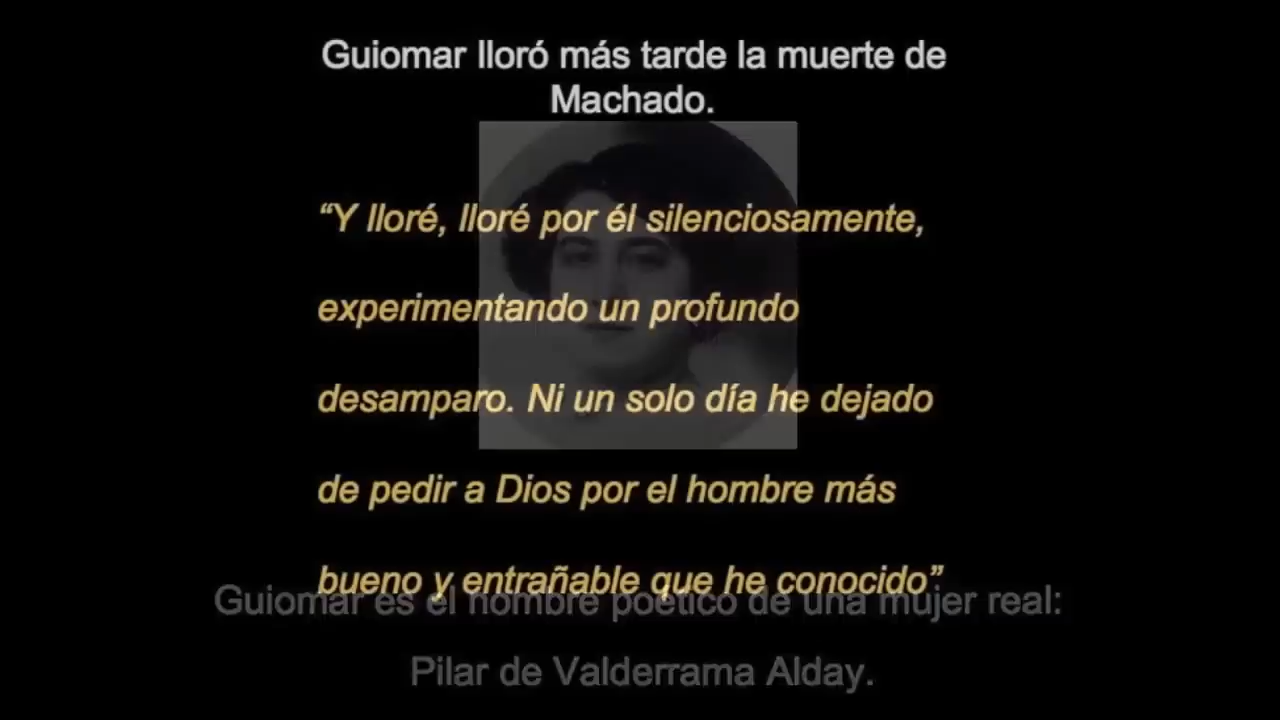 Guiomar lloró más tarde la muerte de
Machado.
“Y lloré, lloré por él silenciosamente,
experimentando un profundo
desamparo. Ni un solo día he dejado
de pedir a Dios por el hombre más
bueno y entrañable que he conocido”
Guiomar es el nombre poético de una mujer real:
Pilar de Valderrama Alday.